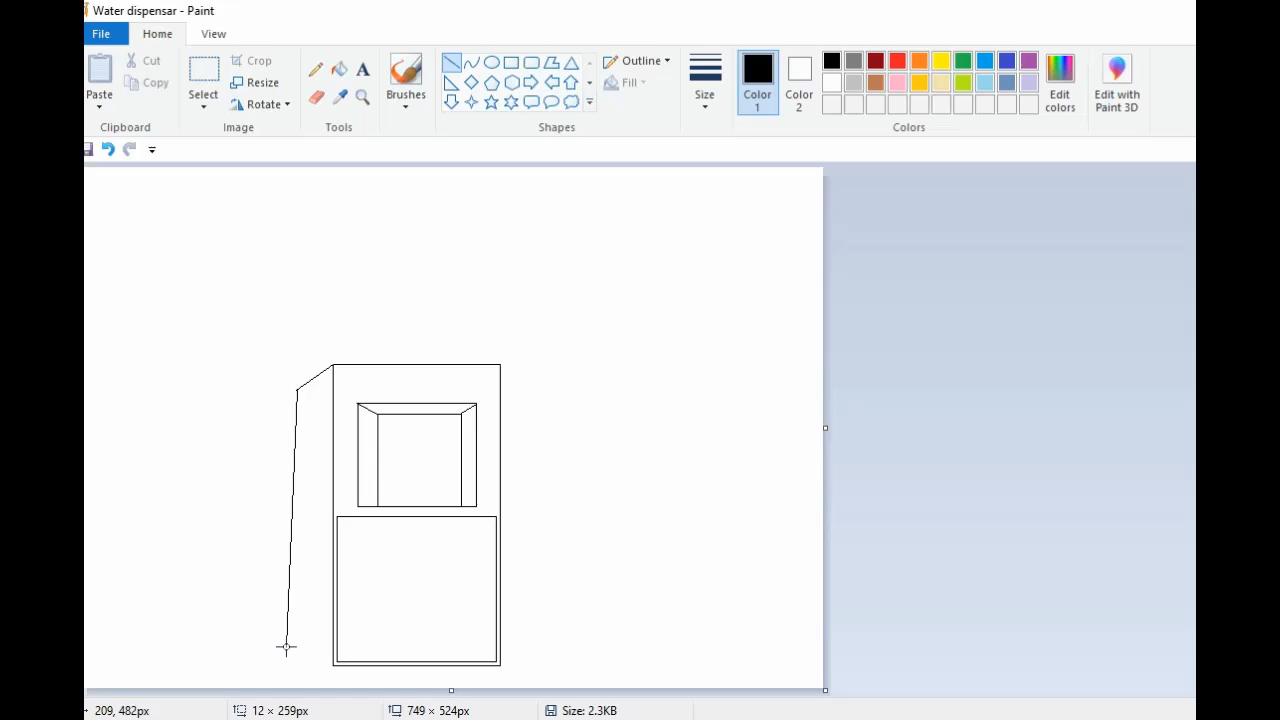 Water dispensar - Paint
File Home View
Cut
Copy
Paste
Clipboard
Select
Crop
Resize
Rotate
Image
A
Tools
Brushes
Outline
Fill
Shapes
Size
Color 1
Color 2
Edit colors
Colors
Edit with Paint 3D
209, 482px 12 × 259px 749 × 524px Size: 2.3KB